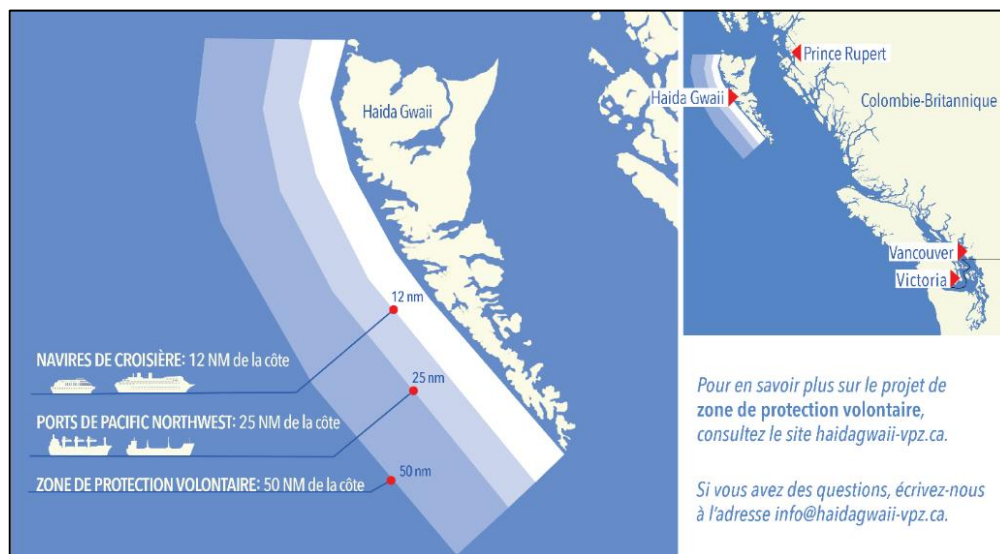 Haida Gwaii
12 nm
NAVIRES DE CROISIÈRE: 12 NM de la côte
25 nm
PORTS DE PACIFIC NORTHWEST: 25 NM de la côte
50 nm
ZONE DE PROTECTION VOLONTAIRE: 50 NM de la côte
Prince Rupert
Haida Gwaii
Colombie-Britannique
Vancouver
Victoria
Pour en savoir plus sur le projet de
zone de protection volontaire,
consultez le site haidagwaii-vpz.ca.
Si vous avez des questions, écrivez-nous
à l'adresse info@haidagwaii-vpz.ca.